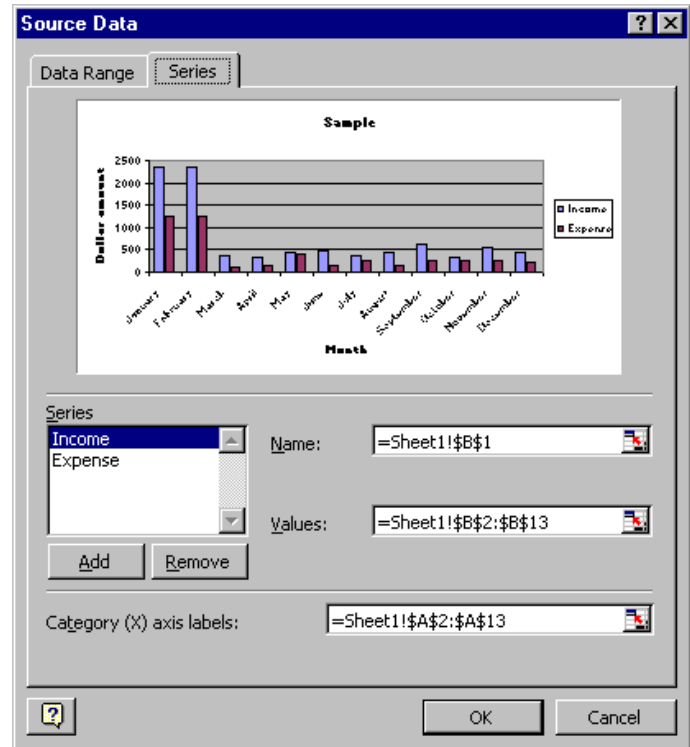 Source Data
Data Range
Series
Sample
Dollar amount
2500
2000
1500
1000
500
0
January
February
March
April
May
June
July
August
September
October
November
December
Month
Income
Expense
Series
Income
Expense
Name:
=Sheet1!$B$1
Values:
=Sheet1!$B$2:$B$13
Add
Remove
Category (X) axis labels:
=Sheet1!$A$2:$A$13
OK
Cancel